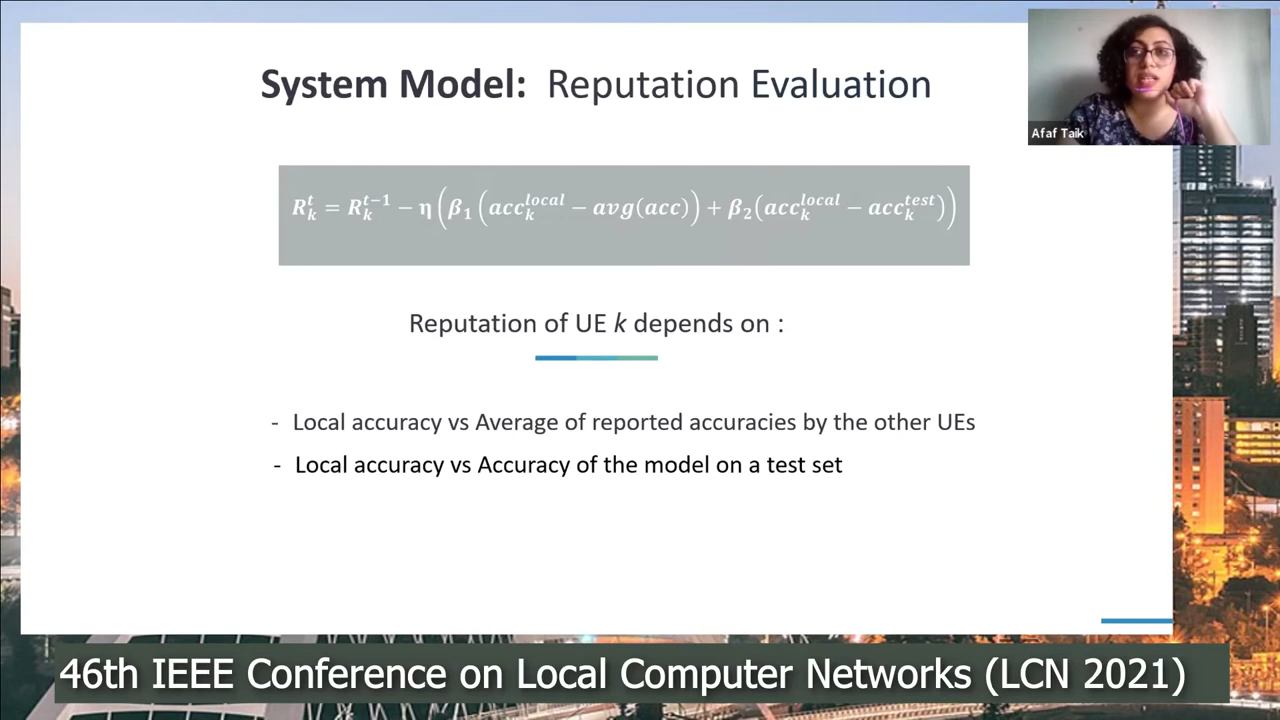 System Model: Reputation Evaluation
Afaf Taik
R_k^t = R_k^{t-1} − η(β_1(acc_k^{local} − avg(acc)) + β_2(acc_k^{local} − acc_k^{test}))
Reputation of UE k depends on :
- Local accuracy vs Average of reported accuracies by the other UEs
- Local accuracy vs Accuracy of the model on a test set
46th IEEE Conference on Local Computer Networks (LCN 2021)